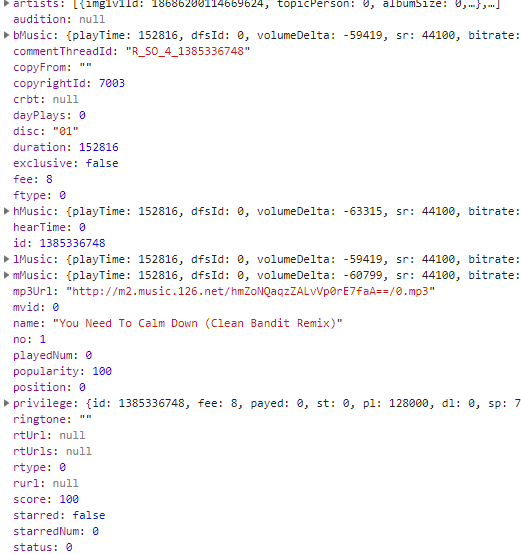 artists: [{img1v1Id: 18686200114669624, topicPerson: 0, albumSize: 0,…},…]
audition: null
bMusic: {playTime: 152816, dfsId: 0, volumeDelta: -59419, sr: 44100, bitrate:
commentThreadId: "R_SO_4_1385336748"
copyFrom: ""
copyrightId: 7003
crbt: null
dayPlays: 0
disc: "01"
duration: 152816
exclusive: false
fee: 8
ftype: 0
hMusic: {playTime: 152816, dfsId: 0, volumeDelta: -63315, sr: 44100, bitrate:
hearTime: 0
id: 1385336748
lMusic: {playTime: 152816, dfsId: 0, volumeDelta: -59419, sr: 44100, bitrate:
mMusic: {playTime: 152816, dfsId: 0, volumeDelta: -60799, sr: 44100, bitrate:
mp3Url: "http://m2.music.126.net/hmZoNQaqzZALvVp0rE7faA==/0.mp3"
mvid: 0
name: "You Need To Calm Down (Clean Bandit Remix)"
no: 1
playedNum: 0
popularity: 100
position: 0
privilege: {id: 1385336748, fee: 8, payed: 0, st: 0, pl: 128000, dl: 0, sp: 7
ringtone: ""
rtUrl: null
rtUrls: null
rtype: 0
rurl: null
score: 100
starred: false
starredNum: 0
status: 0